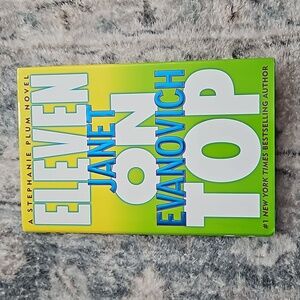 A STEPHANIE PLUM NOVEL
ELEVEN
JANET
ON
EVANOVICH
TOP
#1 NEW YORK TIMES BESTSELLING AUTHOR